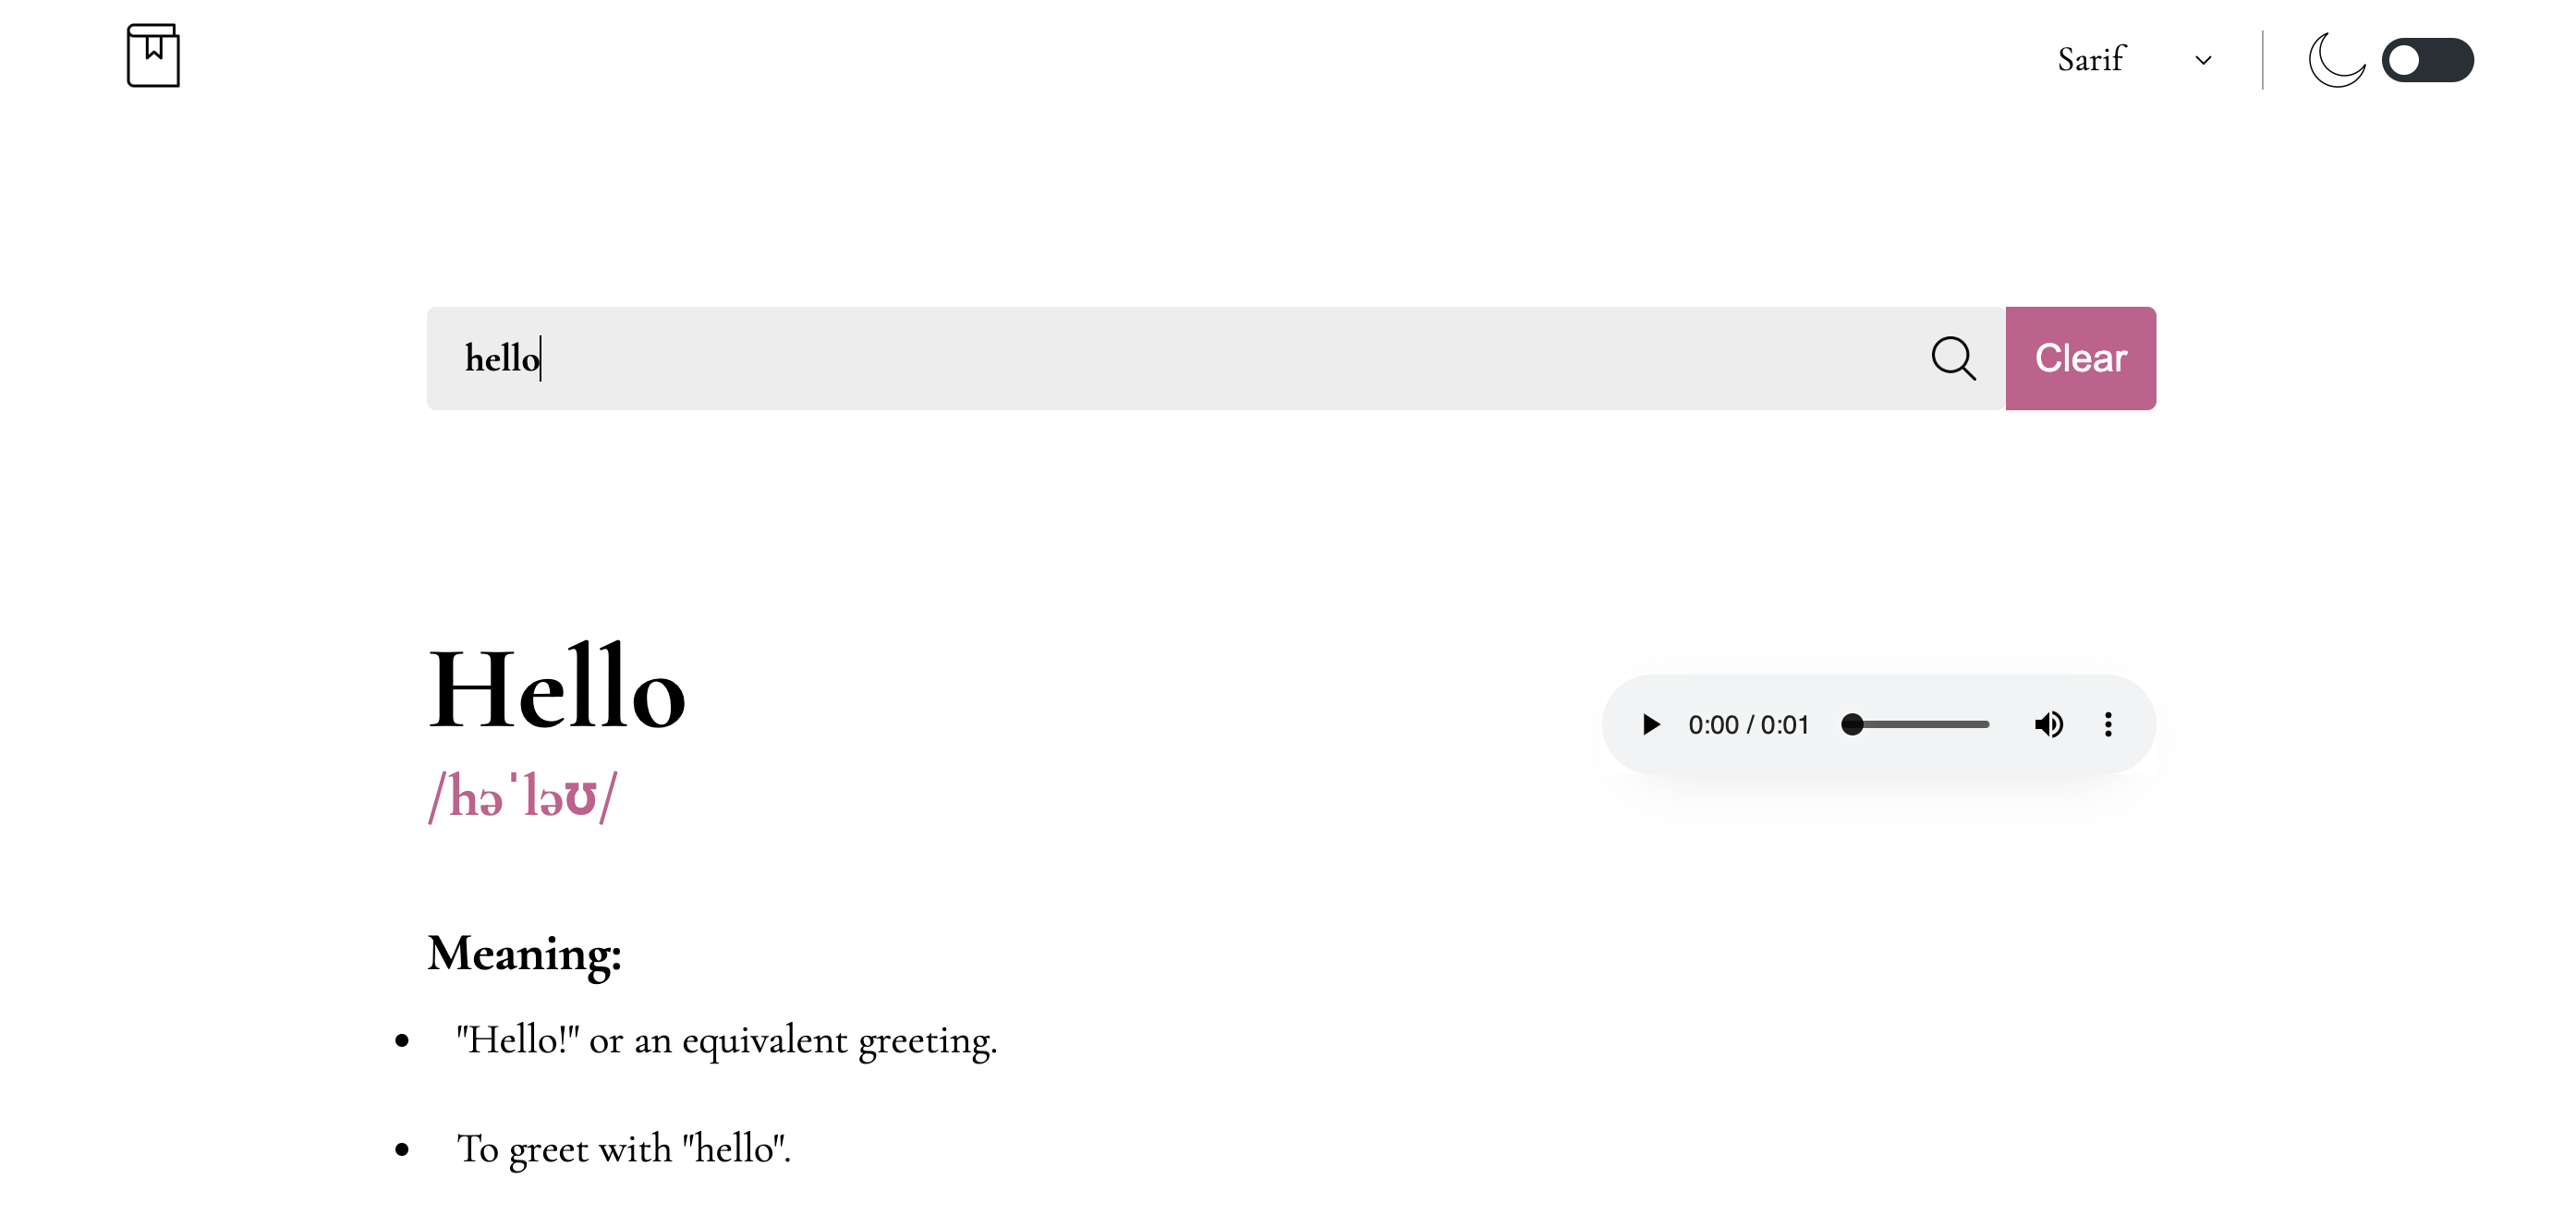 Sarif
hello
Clear
Hello
/həˈləʊ/
0:00 / 0:01
Meaning:
"Hello!" or an equivalent greeting.
To greet with "hello".